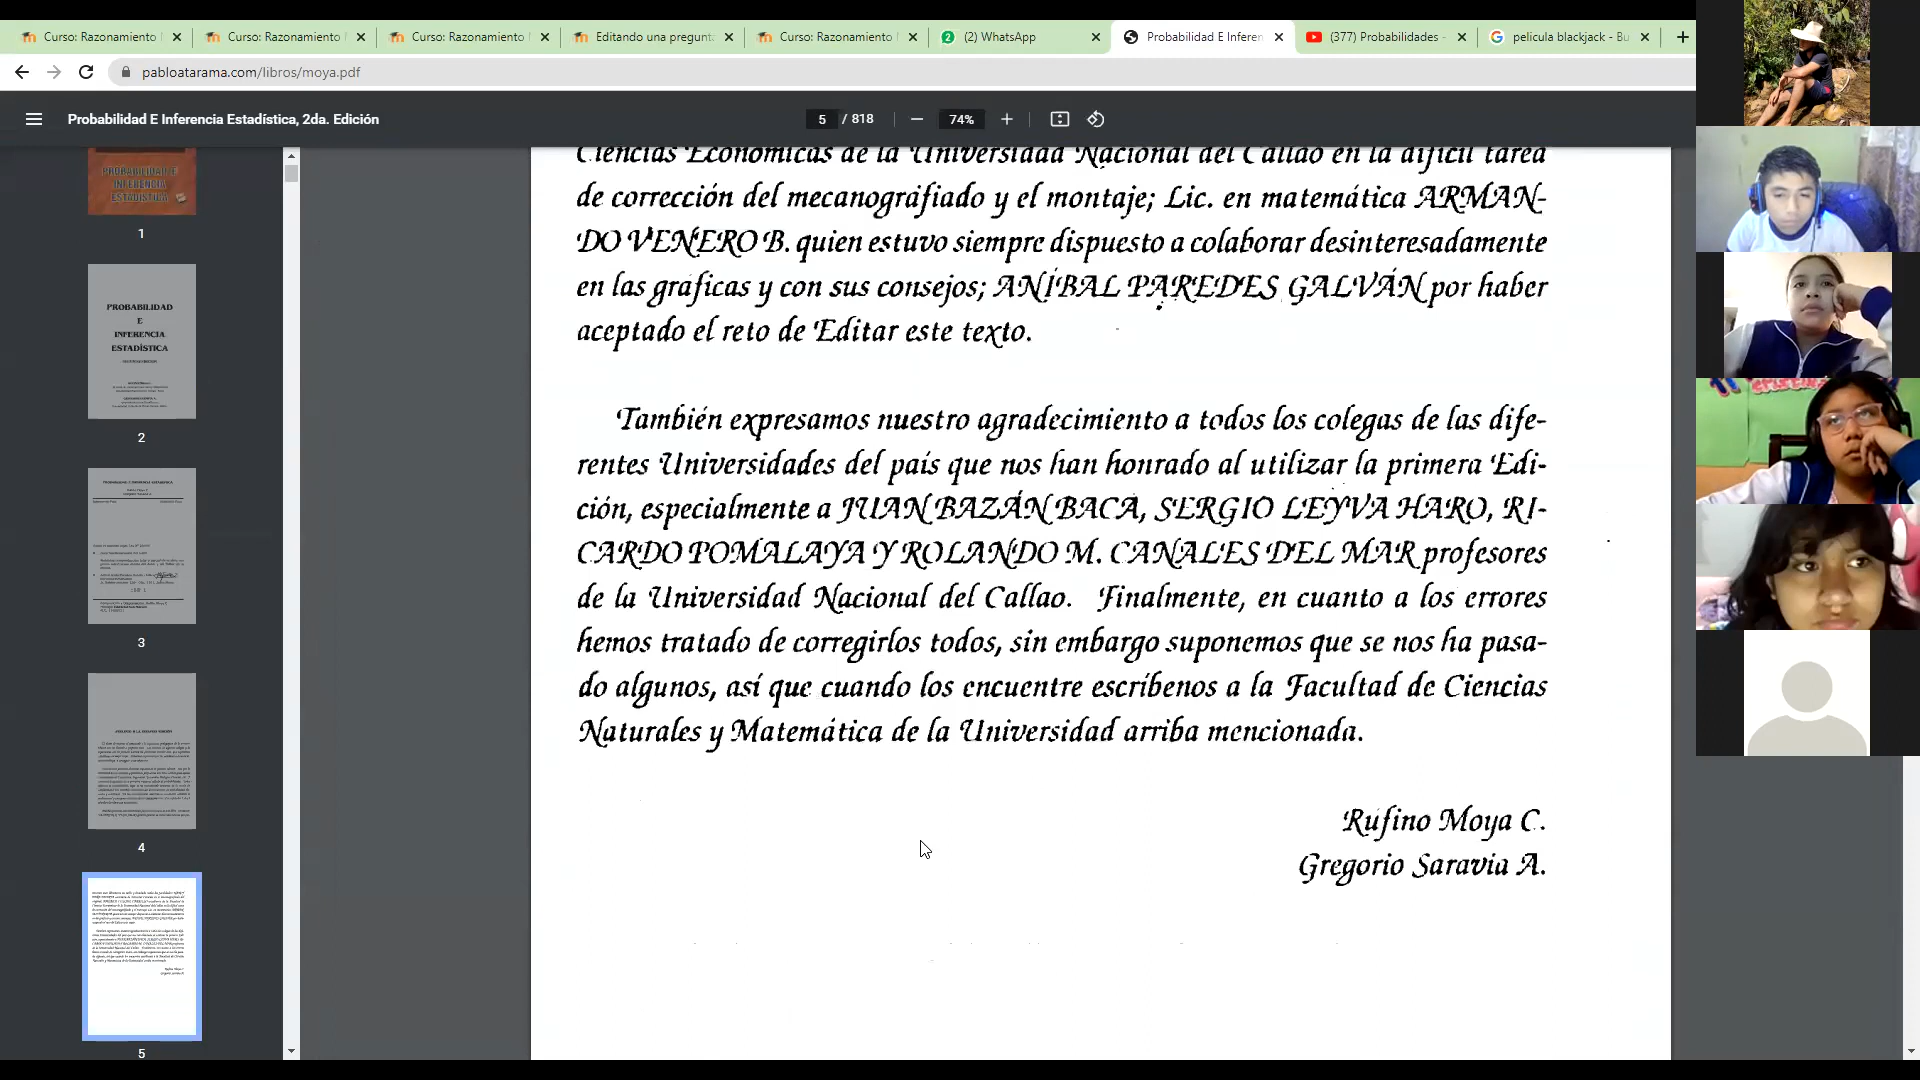 Curso: Razonamiento
Curso: Razonamiento
Curso: Razonamiento
Editando una pregunt
Curso: Razonamiento
(2) WhatsApp
Probabilidad E Inferen
(377) Probabilidades -
pelicula blackjack - Bu
pabloatarama.com/libros/moya.pdf
Probabilidad E Inferencia Estadística, 2da. Edición
5 / 818
74%
PROBABILIDAD E
INFERENCIA
ESTADÍSTICA
1
PROBABILIDAD
E
INFERENCIA
ESTADÍSTICA
2
3
4
5
Ciencias Económicas de la Universidad Nacional del Callao en la difícil tarea
de corrección del mecanográfiado y el montaje; Lic. en matemática ARMAN-
DO VENERO B. quien estuvo siempre dispuesto a colaborar desinteresadamente
en las gráficas y con sus consejos; ANÍBAL PAREDES GALVÁN por haber
aceptado el reto de Editar este texto.
También expresamos nuestro agradecimiento a todos los colegas de las dife-
rentes Universidades del país que nos han honrado al utilizar la primera Edi-
ción, especialmente a JUAN BAZÁN BACA, SERGIO LEYVA HARO, RI-
CARDO POMALAYA Y ROLANDO M. CANALES DEL MAR profesores
de la Universidad Nacional del Callao. Finalmente, en cuanto a los errores
hemos tratado de corregirlos todos, sin embargo suponemos que se nos ha pasa-
do algunos, así que cuando los encuentre escríbenos a la Facultad de Ciencias
Naturales y Matemática de la Universidad arriba mencionada.
Rufino Moya C.
Gregorio Saravia A.